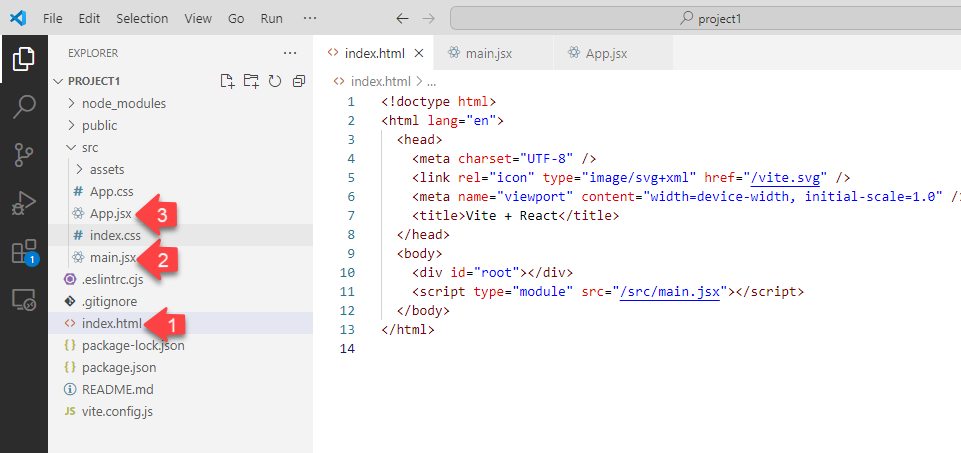 File Edit Selection View Go Run ··· project1
EXPLORER ···
index.html
main.jsx
App.jsx
PROJECT1
index.html > ...
node_modules
public
src
assets
# App.css
App.jsx 3
# index.css
main.jsx 2
.eslintrc.cjs
.gitignore
<> index.html 1
{} package-lock.json
{} package.json
README.md
JS vite.config.js
1
1 <!doctype html>
2 <html lang="en">
3 <head>
4 <meta charset="UTF-8" />
5 <link rel="icon" type="image/svg+xml" href="/vite.svg" />
6 <meta name="viewport" content="width=device-width, initial-scale=1.0" /
7 <title>Vite + React</title>
8 </head>
9 <body>
10 <div id="root"></div>
11 <script type="module" src="/src/main.jsx"></script>
12 </body>
13 </html>
14